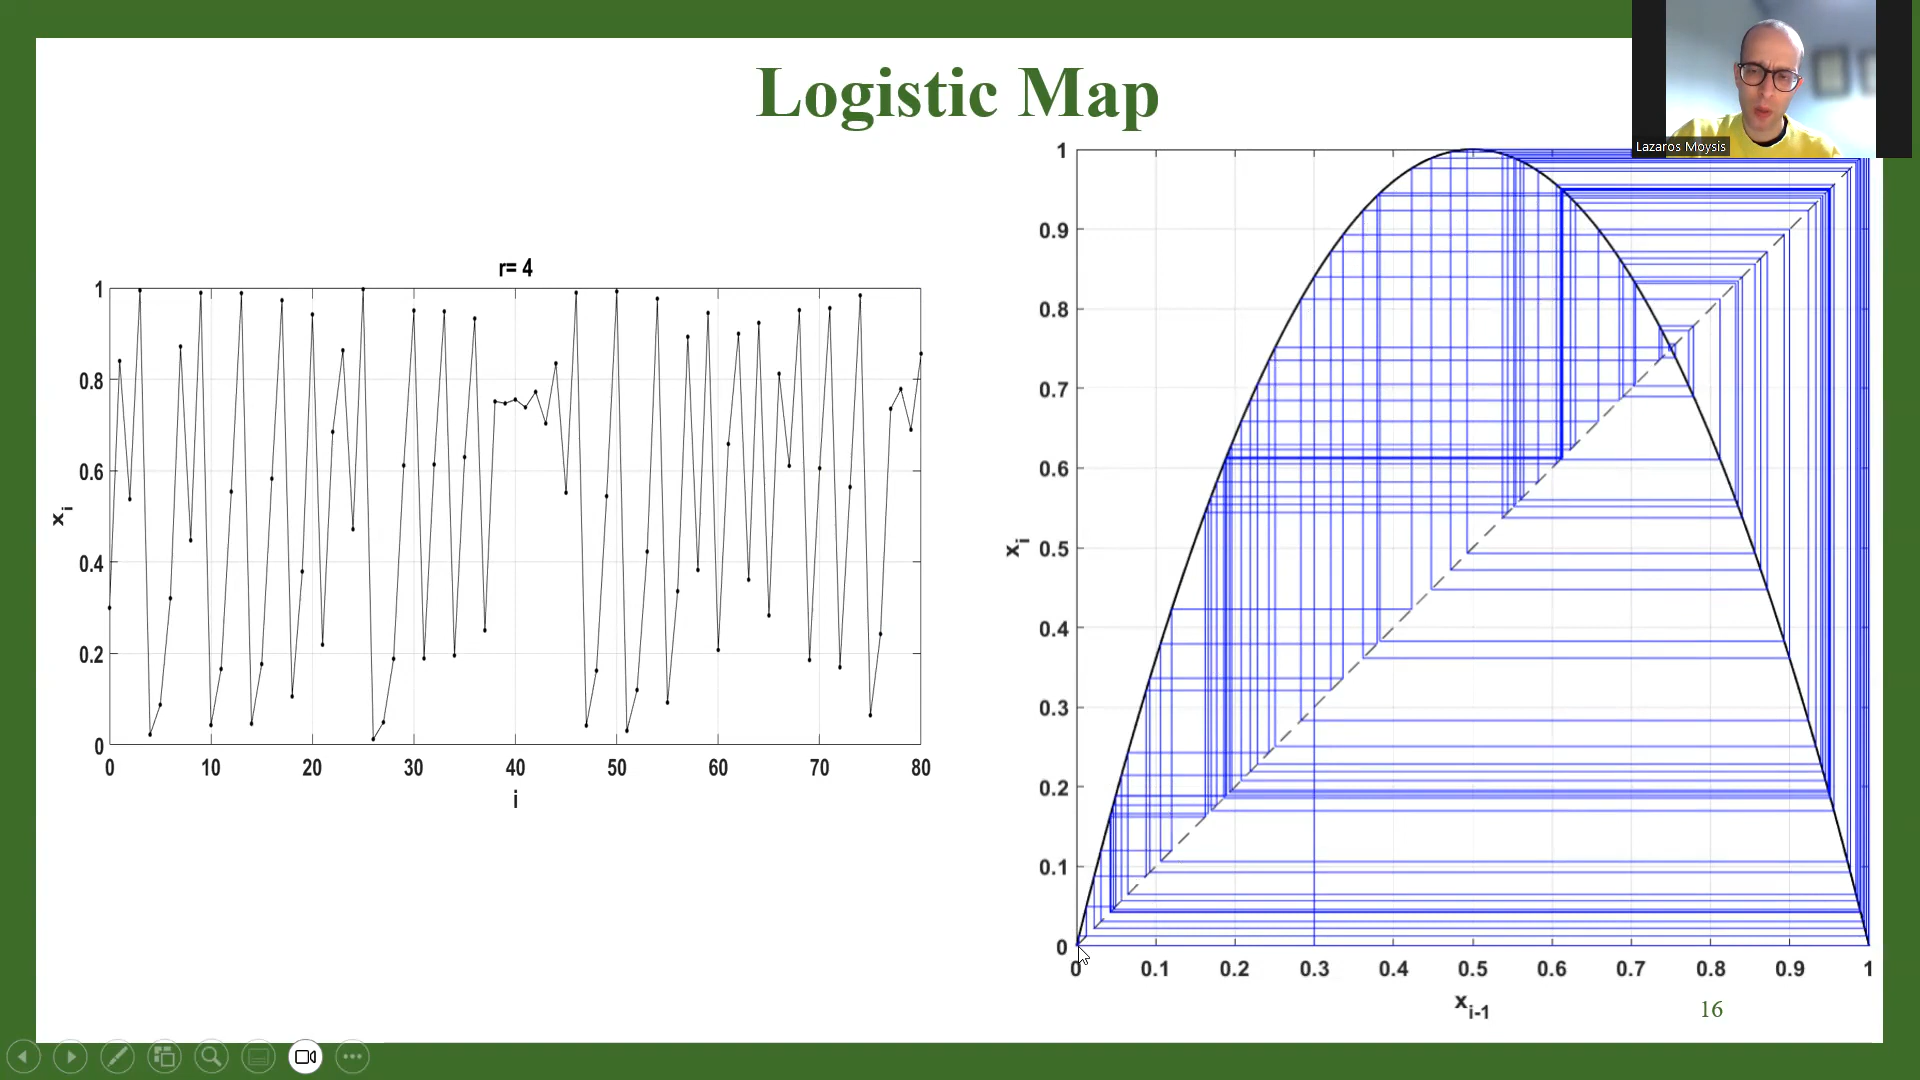 Logistic Map
Lazaros Moysis
r= 4
1
0.8
0.6
0.4
0.2
0
x_i
0 10 20 30 40 50 60 70 80
i
1
0.9
0.8
0.7
0.6
0.5
0.4
0.3
0.2
0.1
0
x_i
0 0.1 0.2 0.3 0.4 0.5 0.6 0.7 0.8 0.9 1
x_i-1
16